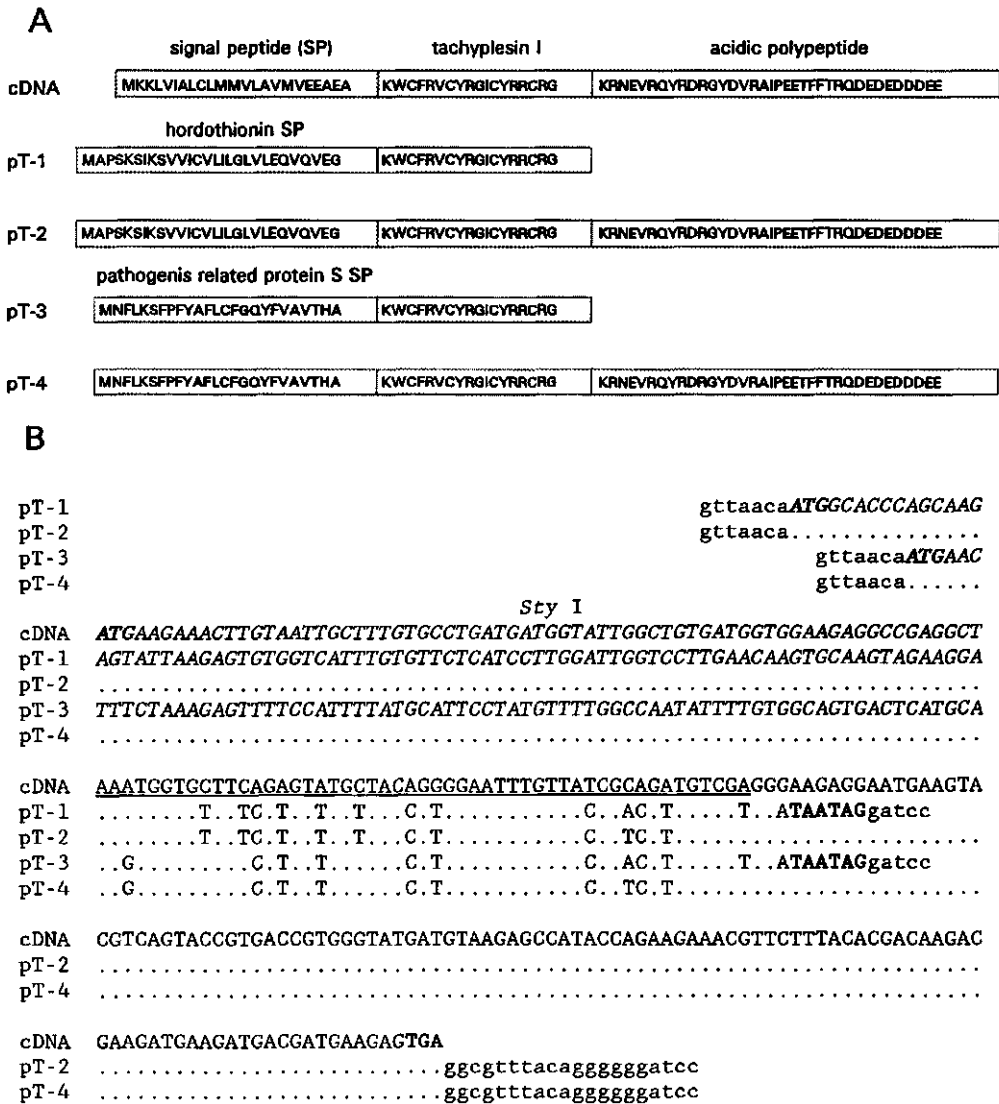 A
signal peptide (SP) tachyplesin I acidic polypeptide
cDNA MKKLVIALCLMMVLAVMVEEAEA KWCFRVCYRGICYRRCRG KRNEVRQYRDRGYDVRAIPEETFFTRQDEDEDDDEE
hordothionin SP
pT-1 MAPSKSIKSVVICVLILGLVLEQVQVEG KWCFRVCYRGICYRRCRG
pT-2 MAPSKSIKSVVICVLILGLVLEQVQVEG KWCFRVCYRGICYRRCRG KRNEVRQYRDRGYDVRAIPEETFFTRQDEDEDDDEE
pathogenis related protein S SP
pT-3 MNFLKSFPFYAFLCFGQYFVAVTHA KWCFRVCYRGICYRRCRG
pT-4 MNFLKSFPFYAFLCFGQYFVAVTHA KWCFRVCYRGICYRRCRG KRNEVRQYRDRGYDVRAIPEETFFTRQDEDEDDDEE
B
pT-1 gttaacaATGGCACCCAGCAAG
pT-2 gttaaca...............
pT-3 gttaacaATGAAC
pT-4 gttaaca......
Sty I
cDNA ATGAAGAAACTTGTAATTGCTTTGTGCCTGATGATGGTATTGGCTGTGATGGTGGAAGAGGCCGAGGCT
pT-1 AGTATTAAGAGTGTGGTCATTTGTGTTCTCATCCTTGGATTGGTCCTTGAACAAGTGCAAGTAGAAGGA
pT-2 .....................................................................
pT-3 TTTCTAAAGAGTTTTCCATTTTATGCATTCCTATGTTTTGGCCAATATTTTGTGGCAGTGACTCATGCA
pT-4 .....................................................................
cDNA AAATGGTGCTTCAGAGTATGCTACAGGGGAATTTGTTATCGCAGATGTCGAGGGAAGAGGAATGAAGTA
pT-1 ........T..TC.T..T..T...C.T...........C..AC.T.....T..ATAATAGgatcc
pT-2 ........T..TC.T..T..T...C.T...........C..TC.T........................
pT-3 ..G.........C.T..T......C.T...........C..AC.T.....T..ATAATAGgatcc
pT-4 ..G.........C.T..T......C.T...........C..TC.T........................
cDNA CGTCAGTACCGTGACCGTGGGTATGATGTAAGAGCCATACCAGAAGAAACGTTCTTTACACGACAAGAC
pT-2 .....................................................................
pT-4 .....................................................................
cDNA GAAGATGAAGATGACGATGAAGAGTGA
pT-2 ...........................ggcgtttacaggggggatcc
pT-4 ...........................ggcgtttacaggggggatcc